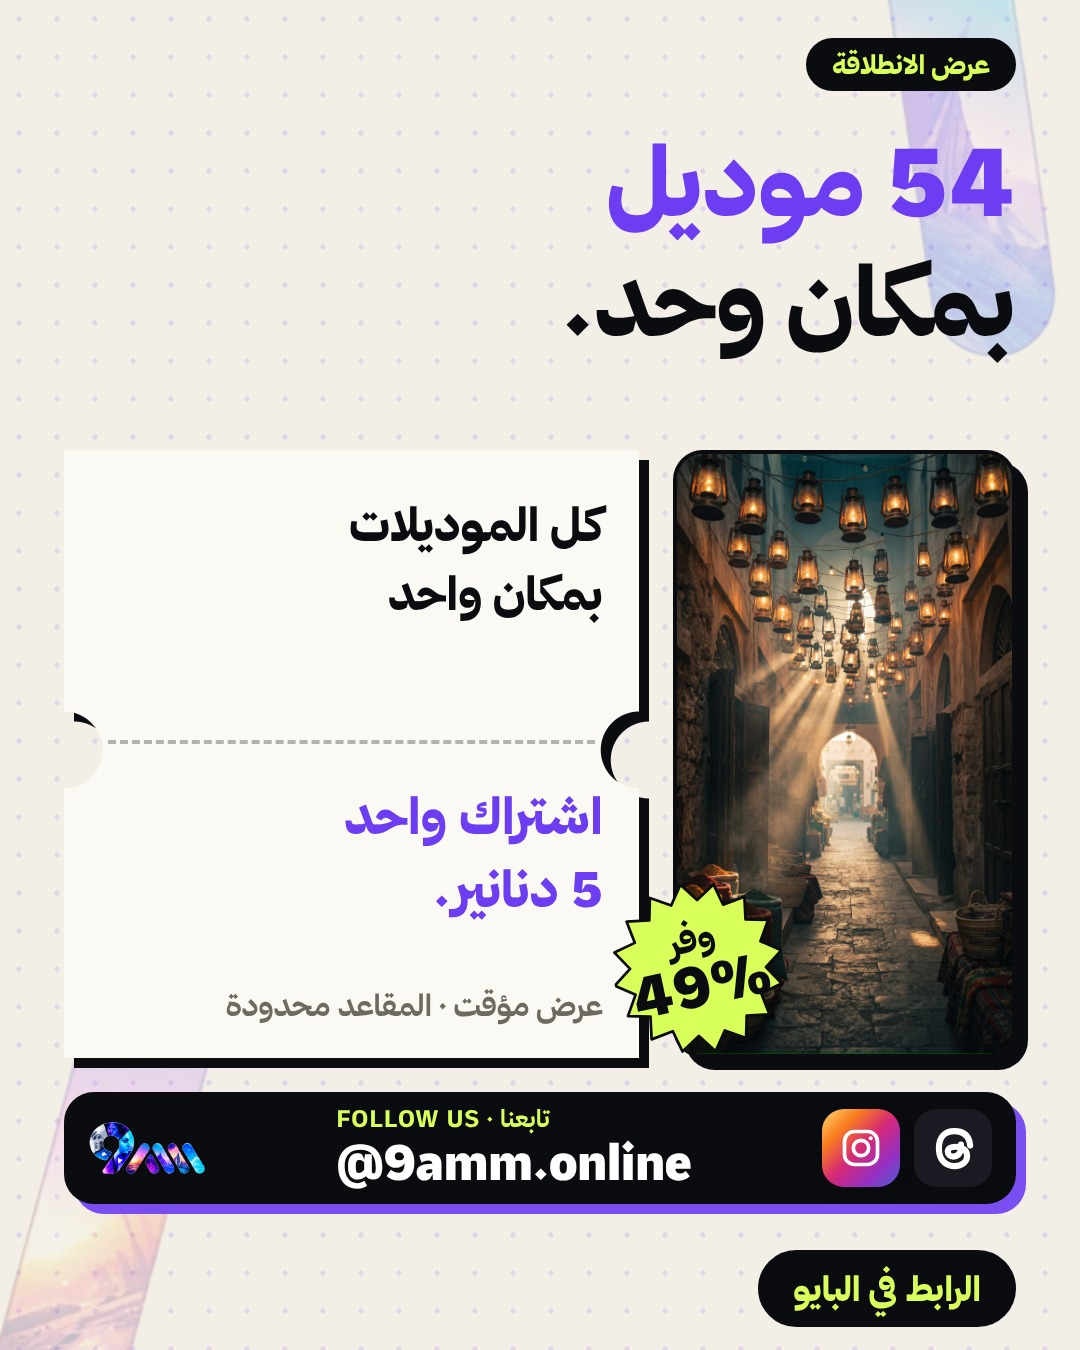 عرض الانطلاقة
54 موديل
بمكان وحد.
كل الموديلات
بمكان واحد
اشتراك واحد
5 دنانير.
عرض مؤقت · المقاعد محدودة
وفر
49%
تابعنا · FOLLOW US
@9amm.online
9am
الرابط في البايو